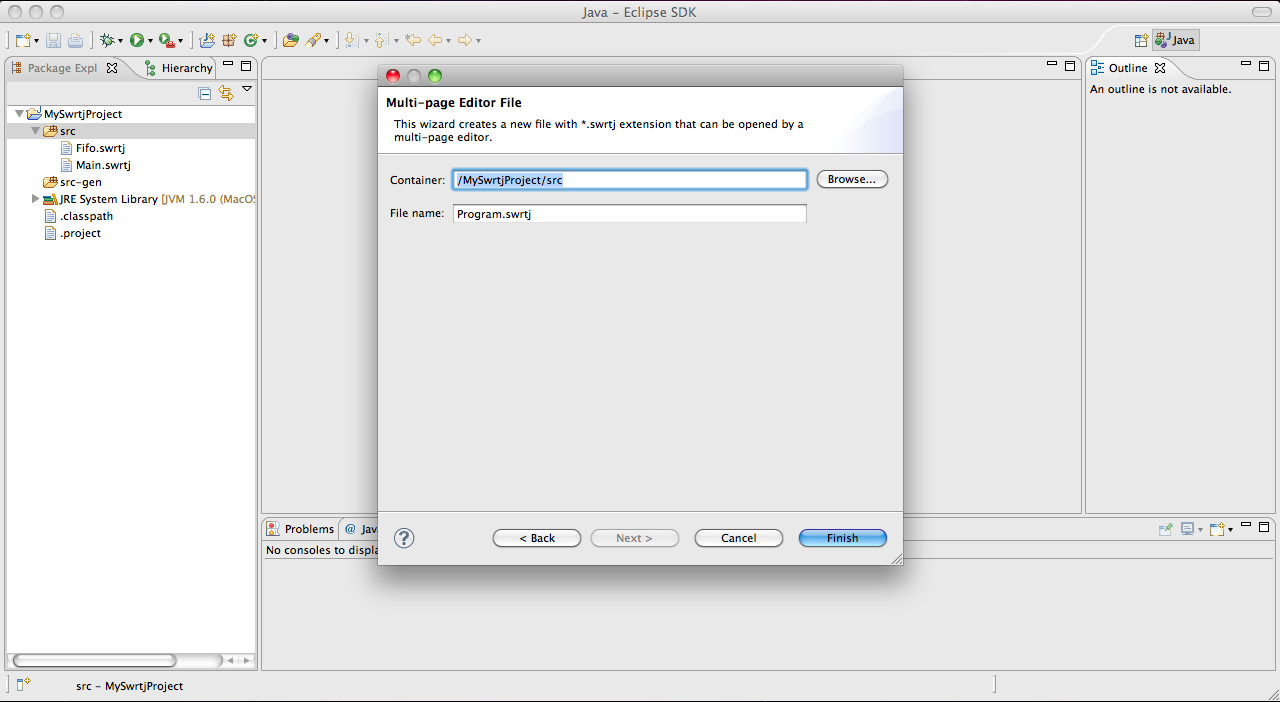 Java – Eclipse SDK
Java
Package Expl
Hierarchy
MySwrtjProject
src
Fifo.swrtj
Main.swrtj
src-gen
JRE System Library [JVM 1.6.0 (MacOS
.classpath
.project
Multi-page Editor File
This wizard creates a new file with *.swrtj extension that can be opened by a
multi-page editor.
Container:
/MySwrtjProject/src
Browse...
File name:
Program.swrtj
?
< Back
Next >
Cancel
Finish
Outline
An outline is not available.
Problems
@ Jav
No consoles to displa
src – MySwrtjProject